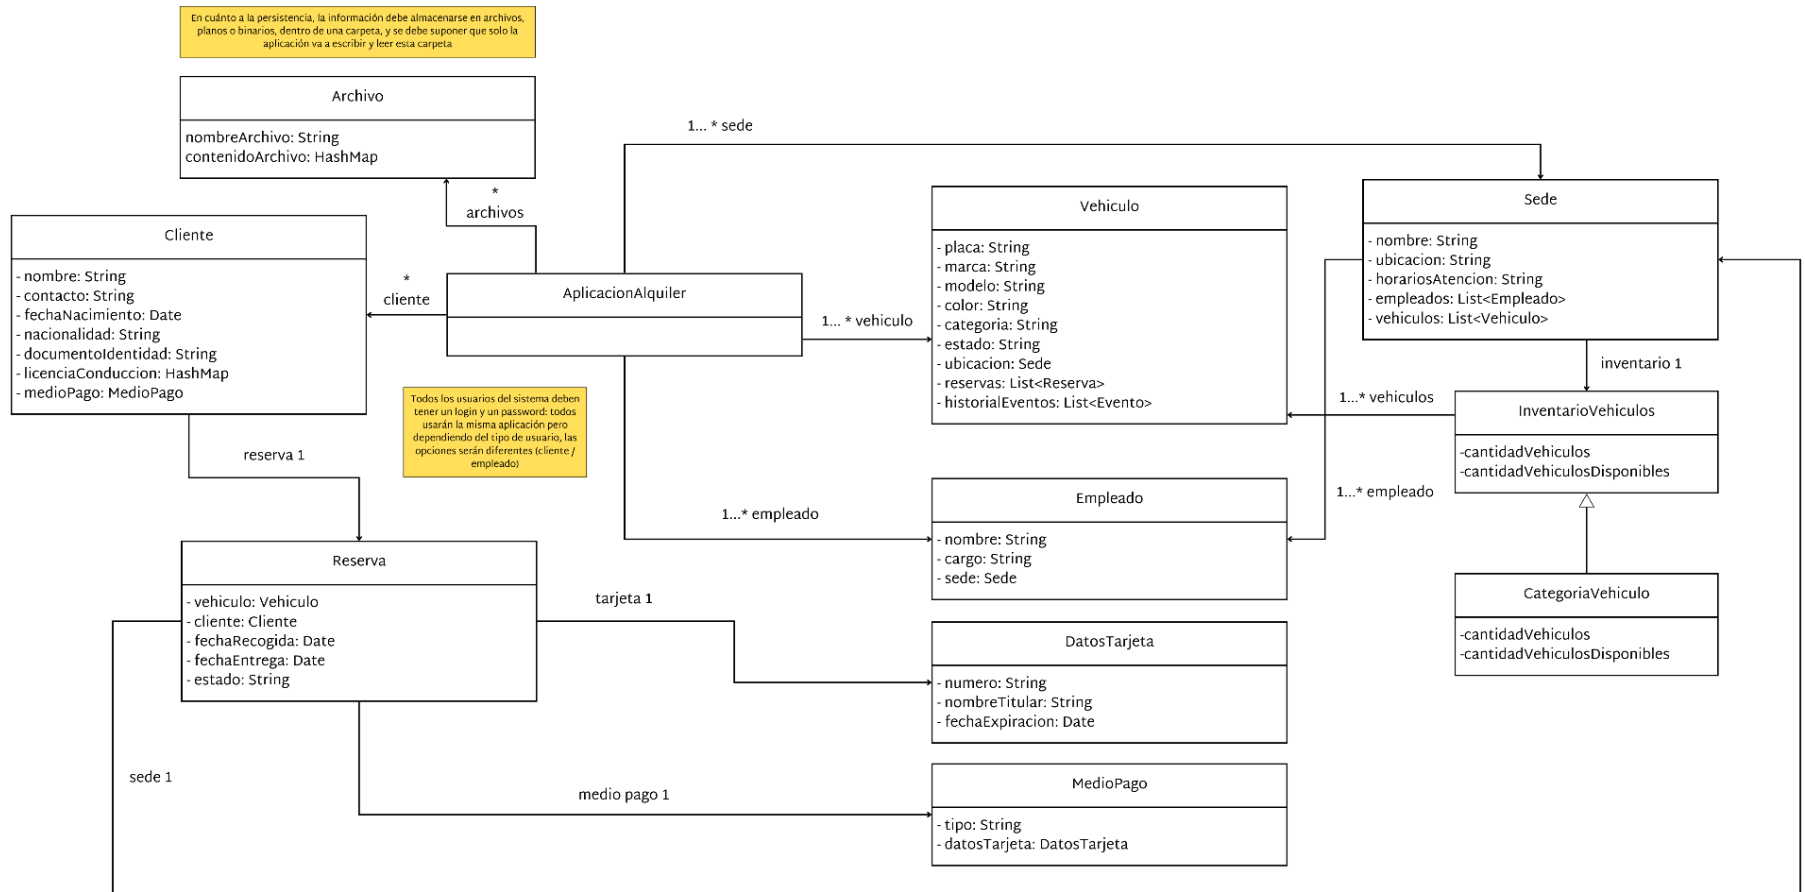 En cuánto a la persistencia, la información debe almacenarse en archivos,
planos o binarios, dentro de una carpeta, y se debe suponer que solo la
aplicación va a escribir y leer esta carpeta
Archivo
nombreArchivo: String
contenidoArchivo: HashMap
*
archivos
1... * sede
Cliente
- nombre: String
- contacto: String
- fechaNacimiento: Date
- nacionalidad: String
- documentoIdentidad: String
- licenciaConduccion: HashMap
- medioPago: MedioPago
*
cliente
AplicacionAlquiler
1... * vehiculo
Vehiculo
- placa: String
- marca: String
- modelo: String
- color: String
- categoria: String
- estado: String
- ubicacion: Sede
- reservas: List<Reserva>
- historialEventos: List<Evento>
Sede
- nombre: String
- ubicacion: String
- horariosAtencion: String
- empleados: List<Empleado>
- vehiculos: List<Vehiculo>
inventario 1
1...* vehiculos
InventarioVehiculos
-cantidadVehiculos
-cantidadVehiculosDisponibles
Todos los usuarios del sistema deben
tener un login y un password: todos
usarán la misma aplicación pero
dependiendo del tipo de usuario, las
opciones serán diferentes (cliente /
empleado)
reserva 1
1...* empleado
Empleado
- nombre: String
- cargo: String
- sede: Sede
1...* empleado
CategoriaVehiculo
-cantidadVehiculos
-cantidadVehiculosDisponibles
Reserva
- vehiculo: Vehiculo
- cliente: Cliente
- fechaRecogida: Date
- fechaEntrega: Date
- estado: String
tarjeta 1
DatosTarjeta
- numero: String
- nombreTitular: String
- fechaExpiracion: Date
sede 1
medio pago 1
MedioPago
- tipo: String
- datosTarjeta: DatosTarjeta